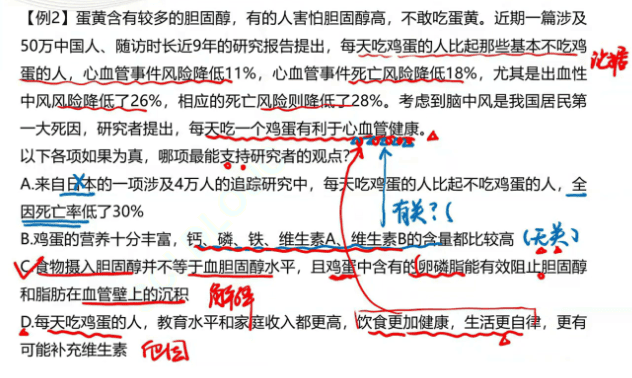 【例2】蛋黄含有较多的胆固醇，有的人害怕胆固醇高，不敢吃蛋黄。近期一篇涉及
50万中国人、随访时长近9年的研究报告提出，每天吃鸡蛋的人比起那些基本不吃鸡
蛋的人，心血管事件风险降低11%，心血管事件死亡风险降低18%，尤其是出血性
论据
中风风险降低了26%，相应的死亡风险则降低了28%。考虑到脑中风是我国居民第
一大死因，研究者提出，每天吃一个鸡蛋有利于心血管健康。
以下各项如果为真，哪项最能支持研究者的观点？
A.来自日本的一项涉及4万人的追踪研究中，每天吃鸡蛋的人比起不吃鸡蛋的人，全
因死亡率低了30%
有关？(
B.鸡蛋的营养十分丰富，钙、磷、铁、维生素A、维生素B的含量都比较高
(无关)
C.食物摄入胆固醇并不等于血胆固醇水平，且鸡蛋中含有的卵磷脂能有效阻止胆固醇
和脂肪在血管壁上的沉积
解释
D.每天吃鸡蛋的人，教育水平和家庭收入都更高，饮食更加健康，生活更自律，更有
可能补充维生素
他因